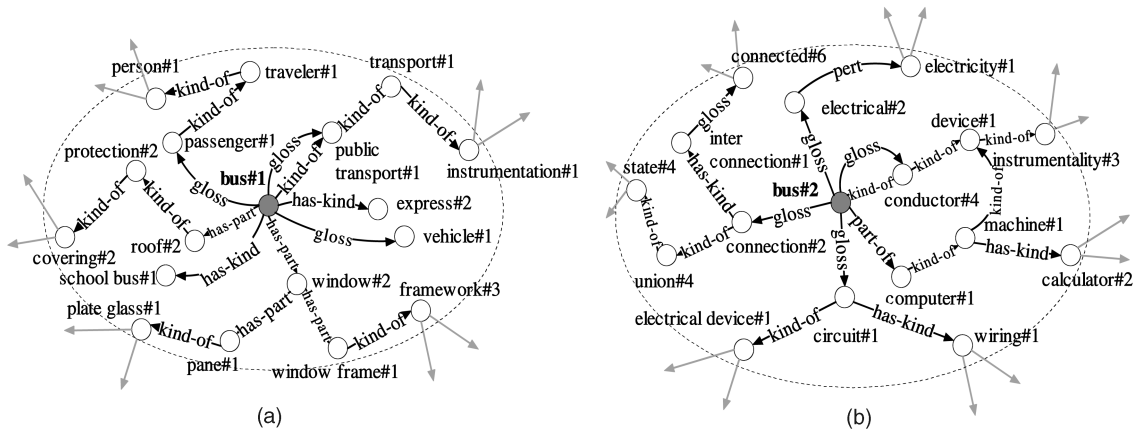 person#1
kind-of
traveler#1
transport#1
kind-of
passenger#1
gloss
kind-of
public
transport#1
kind-of
kind-of
instrumentation#1
protection#2
bus#1
gloss
has-kind
express#2
kind-of
kind-of
has-part
gloss
vehicle#1
covering#2
roof#2
has-kind
school bus#1
has-part
window#2
framework#3
plate glass#1
kind-of
has-part
has-part
kind-of
pane#1
window frame#1
(a)
connected#6
pert
electricity#1
gloss
electrical#2
inter
connection#1
gloss
gloss
device#1
kind-of
kind-of
instrumentality#3
state#4
has-kind
bus#2
kind-of
conductor#4
kind-of
kind-of
gloss
connection#2
kind-of
machine#1
union#4
gloss
part-of
kind-of
has-kind
computer#1
calculator#2
electrical device#1
kind-of
circuit#1
has-kind
wiring#1
(b)